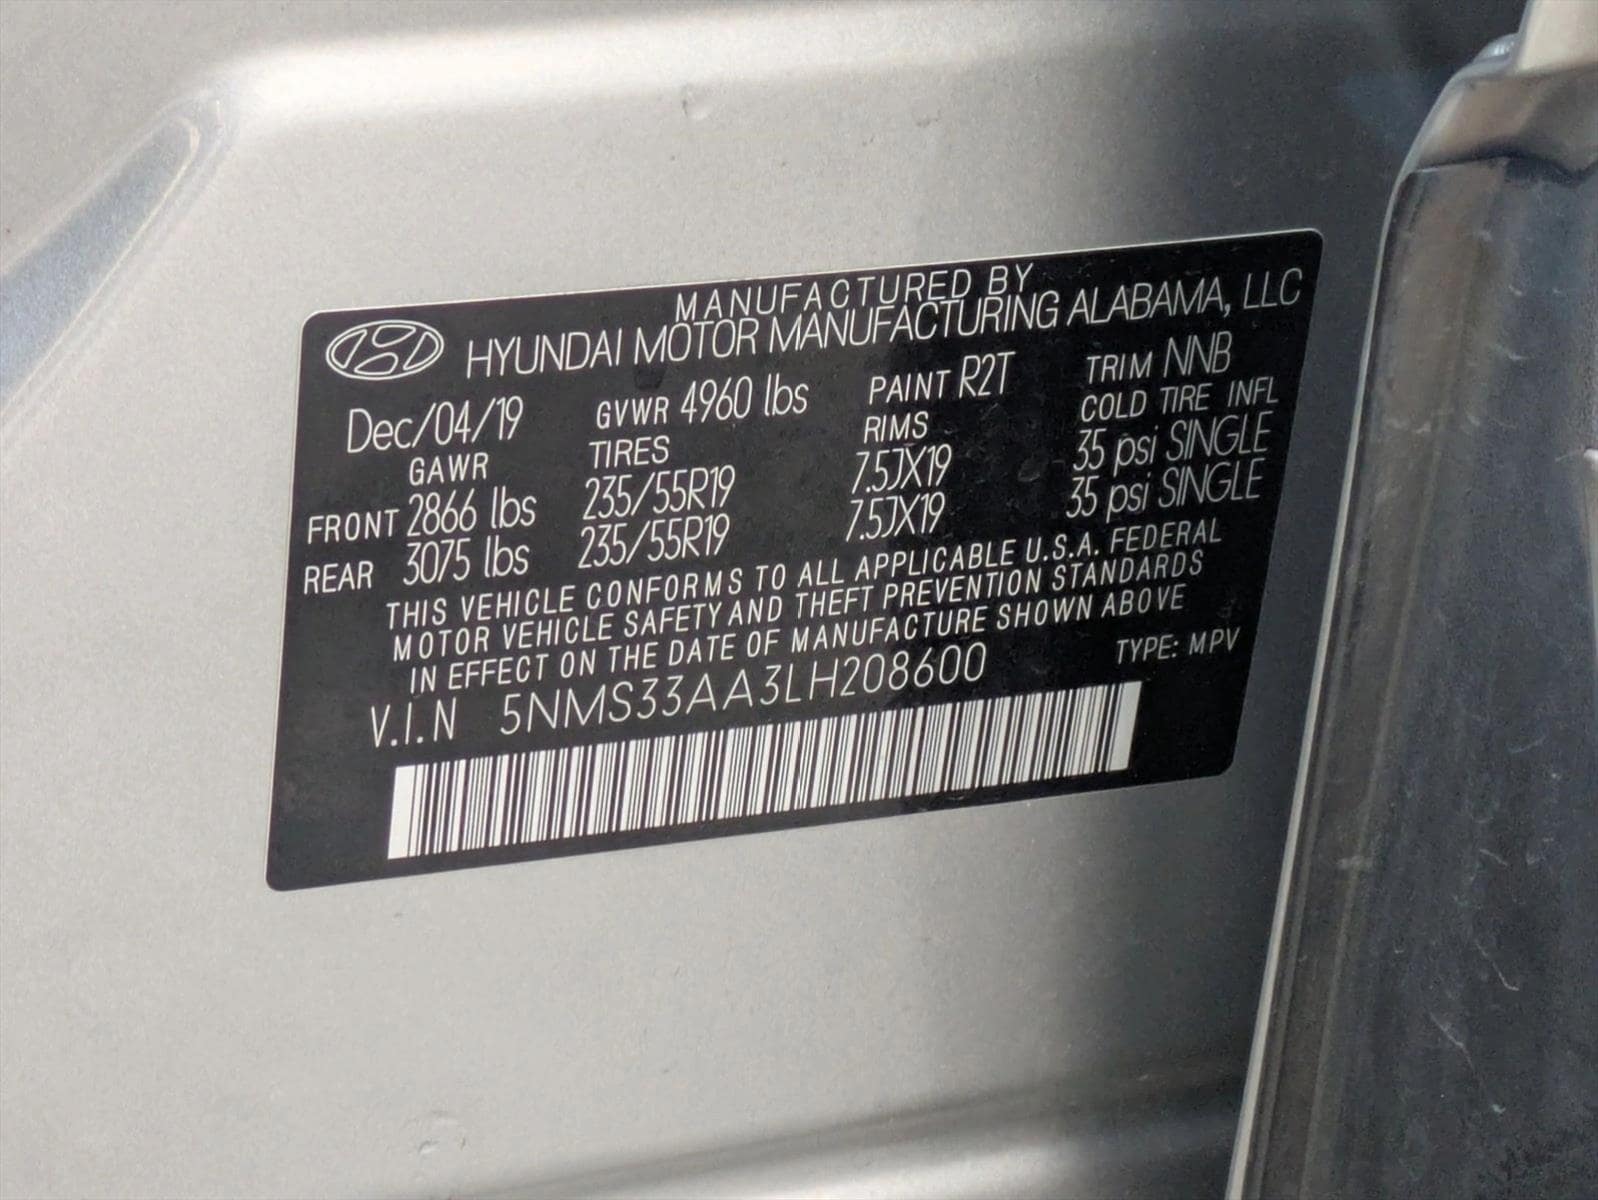 MANUFACTURED BY
HYUNDAI MOTOR MANUFACTURING ALABAMA, LLC
Dec/04/19 GVWR 4960 lbs PAINT R2T TRIM NNB
GAWR TIRES RIMS COLD TIRE INFL
FRONT 2866 lbs 235/55R19 7.5JX19 35 psi SINGLE
REAR 3075 lbs 235/55R19 7.5JX19 35 psi SINGLE
THIS VEHICLE CONFORMS TO ALL APPLICABLE U.S.A. FEDERAL
MOTOR VEHICLE SAFETY AND THEFT PREVENTION STANDARDS
IN EFFECT ON THE DATE OF MANUFACTURE SHOWN ABOVE
V.I.N 5NMS33AA3LH208600 TYPE: MPV